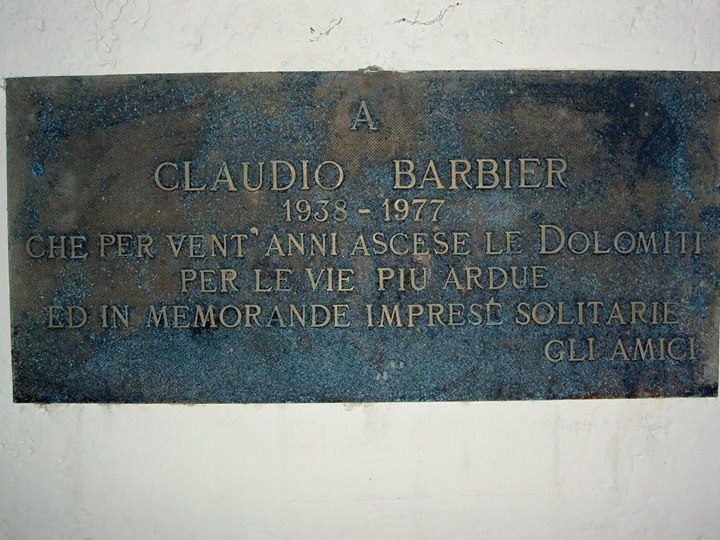 A
CLAUDIO BARBIER
1938 - 1977
CHE PER VENT'ANNI ASCESE LE DOLOMITI
PER LE VIE PIÙ ARDUE
ED IN MEMORANDE IMPRESE SOLITARIE
GLI AMICI